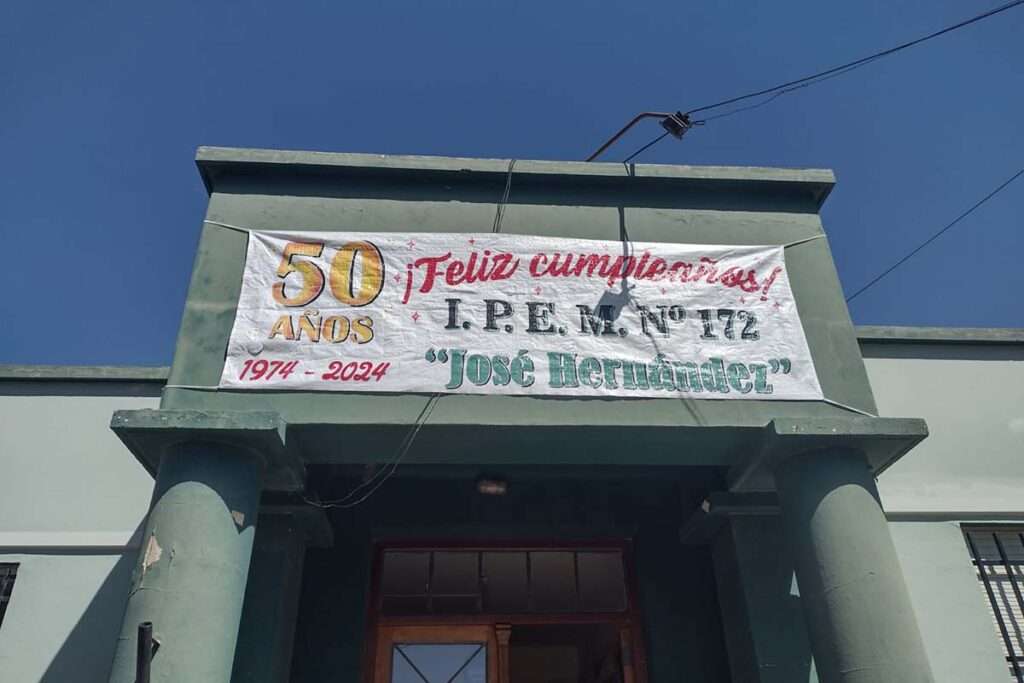 50
AÑOS
1974 - 2024
¡Feliz cumpleaños!
I. P. E. M. Nº 172
“José Hernández”